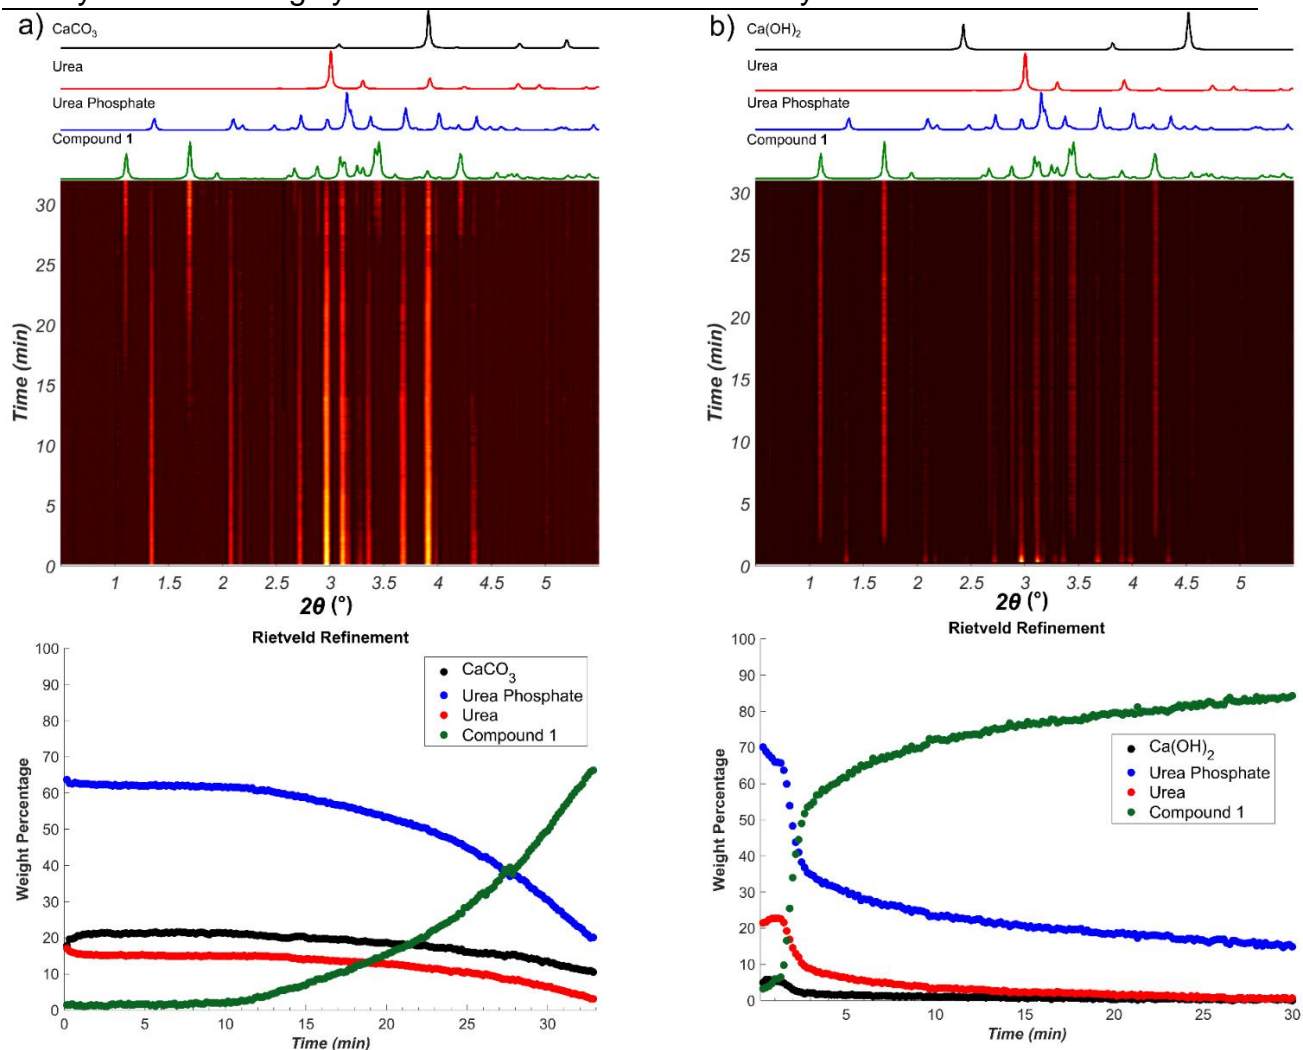 a)
CaCO3
Urea
Urea Phosphate
Compound 1
30
25
20
15
10
5
0
Time (min)
1 1.5 2 2.5 3 3.5 4 4.5 5
2θ (°)
Rietveld Refinement
100
90
80
70
60
50
40
30
20
10
0
Weight Percentage
CaCO3
Urea Phosphate
Urea
Compound 1
0 5 10 15 20 25 30
Time (min)
b)
Ca(OH)2
Urea
Urea Phosphate
Compound 1
30
25
20
15
10
5
0
Time (min)
1 1.5 2 2.5 3 3.5 4 4.5 5
2θ (°)
Rietveld Refinement
100
90
80
70
60
50
40
30
20
10
0
Weight Percentage
Ca(OH)2
Urea Phosphate
Urea
Compound 1
5 10 15 20 25 30
Time (min)